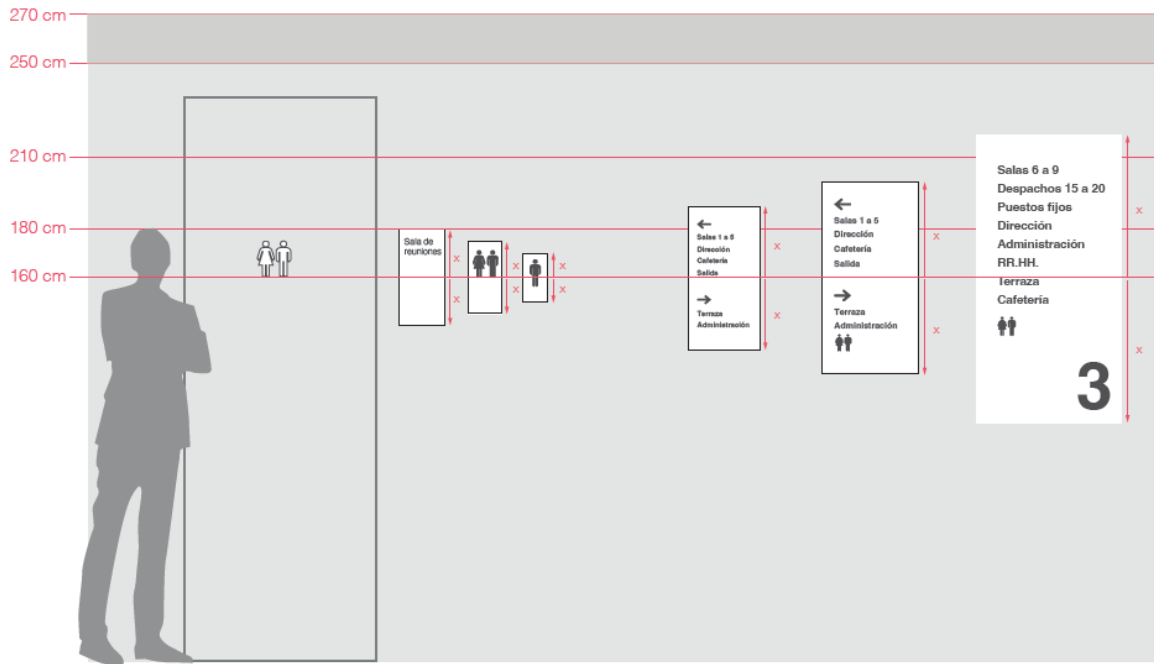 270 cm
250 cm
210 cm
180 cm
160 cm
Sala de
reuniones
x
x
x
x
x
x
Salas 1 a 5
Dirección
Cafetería
Salida
Terraza
Administración
x
x
Salas 1 a 5
Dirección
Cafetería
Salida
Terraza
Administración
x
x
Salas 6 a 9
Despachos 15 a 20
Puestos fijos
Dirección
Administración
RR.HH.
Terraza
Cafetería
3
x
x